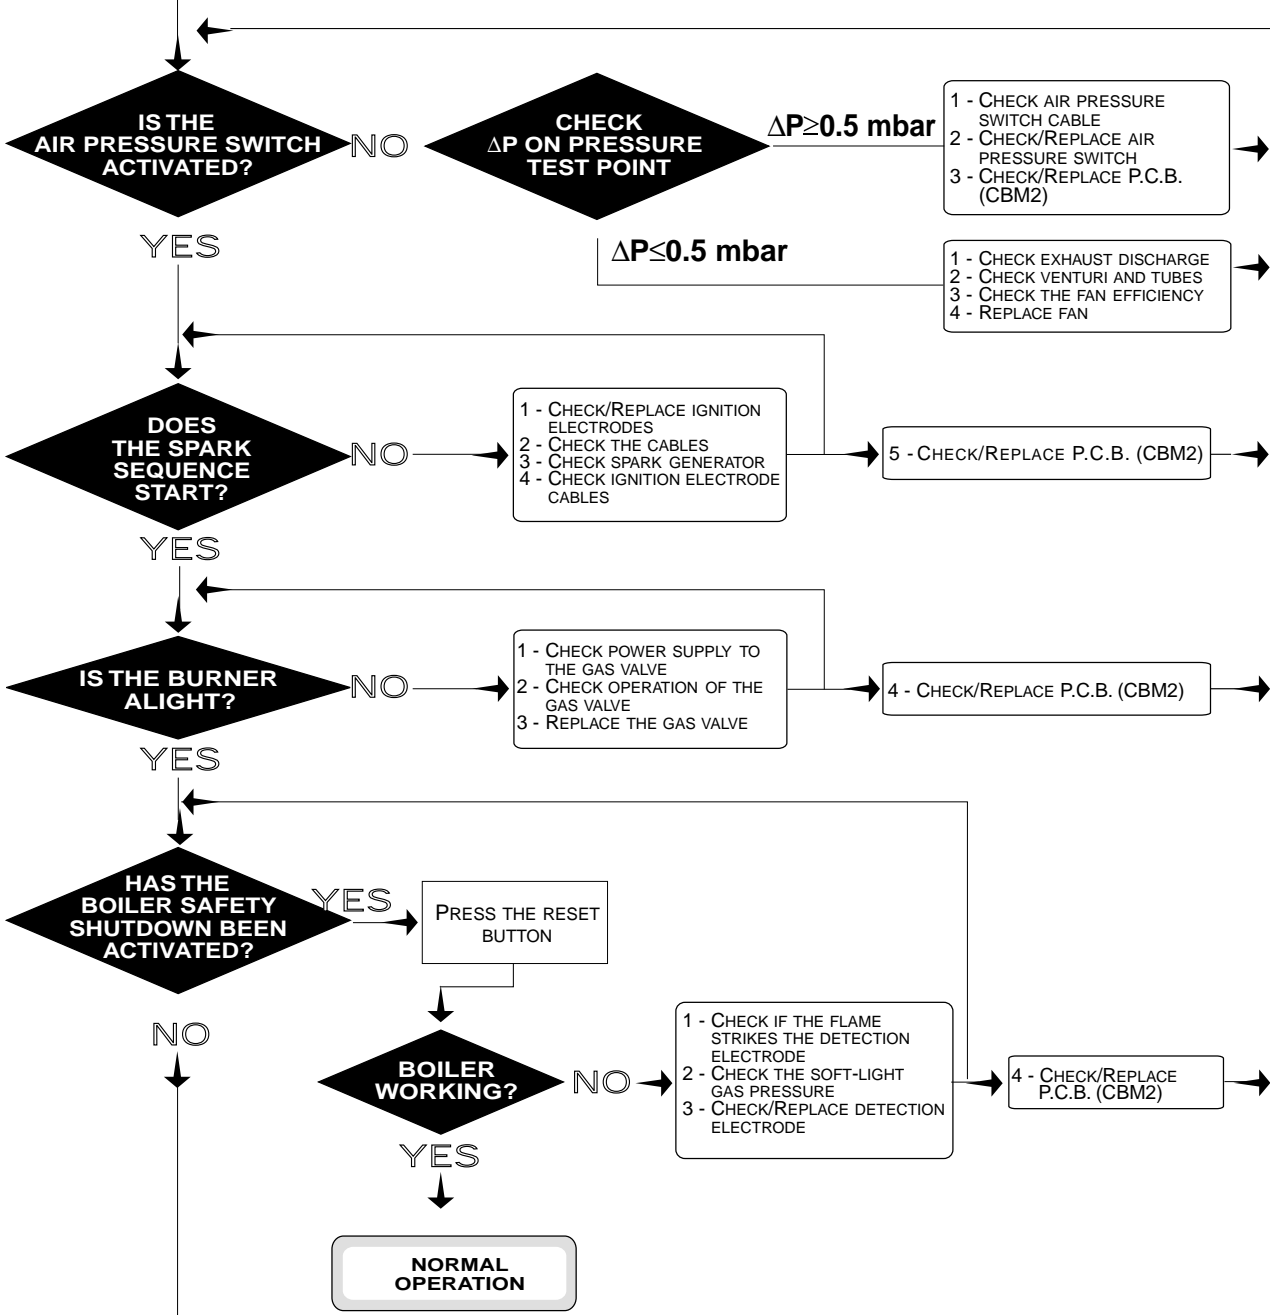 IS THE
AIR PRESSURE SWITCH
ACTIVATED?
NO
CHECK
ΔP ON PRESSURE
TEST POINT
ΔP≥0.5 mbar
1 - CHECK AIR PRESSURE
SWITCH CABLE
2 - CHECK/REPLACE AIR
PRESSURE SWITCH
3 - CHECK/REPLACE P.C.B.
(CBM2)
YES
ΔP≤0.5 mbar
1 - CHECK EXHAUST DISCHARGE
2 - CHECK VENTURI AND TUBES
3 - CHECK THE FAN EFFICIENCY
4 - REPLACE FAN
DOES
THE SPARK
SEQUENCE
START?
NO
1 - CHECK/REPLACE IGNITION
ELECTRODES
2 - CHECK THE CABLES
3 - CHECK SPARK GENERATOR
4 - CHECK IGNITION ELECTRODE
CABLES
5 - CHECK/REPLACE P.C.B. (CBM2)
YES
IS THE BURNER
ALIGHT?
NO
1 - CHECK POWER SUPPLY TO
THE GAS VALVE
2 - CHECK OPERATION OF THE
GAS VALVE
3 - REPLACE THE GAS VALVE
4 - CHECK/REPLACE P.C.B. (CBM2)
YES
HAS THE
BOILER SAFETY
SHUTDOWN BEEN
ACTIVATED?
YES
PRESS THE RESET
BUTTON
NO
BOILER
WORKING?
NO
1 - CHECK IF THE FLAME
STRIKES THE DETECTION
ELECTRODE
2 - CHECK THE SOFT-LIGHT
GAS PRESSURE
3 - CHECK/REPLACE DETECTION
ELECTRODE
4 - CHECK/REPLACE
P.C.B. (CBM2)
YES
NORMAL
OPERATION